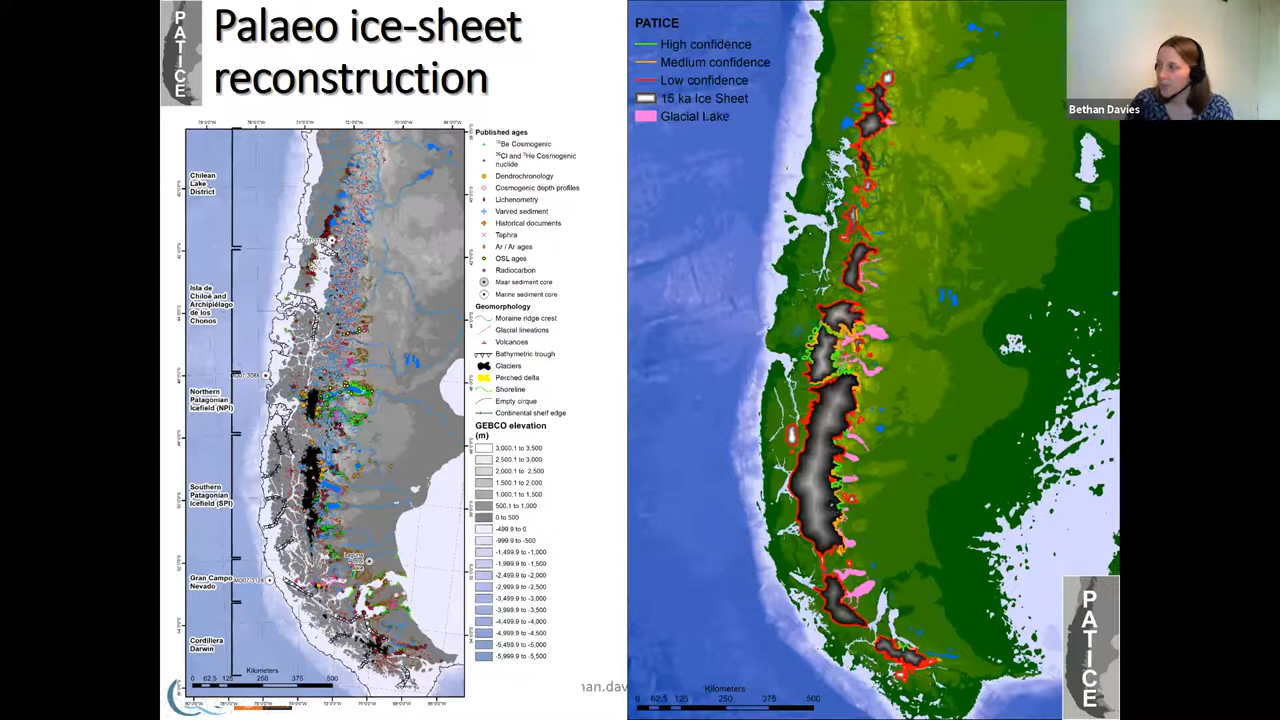 PATICE
Palaeo ice-sheet
reconstruction
Chilean
Lake
District
Isla de
Chiloé and
Archipiélago
de los
Chonos
Northern
Patagonian
Icefield (NPI)
Southern
Patagonian
Icefield (SPI)
Gran Campo
Nevado
Cordillera
Darwin
Kilometers
0 62.5 125 250 375 500
Published ages
10Be Cosmogenic
36Cl and 3He Cosmogenic
nuclide
Dendrochronology
Cosmogenic depth profiles
Lichenometry
Varved sediment
Historical documents
Tephra
Ar / Ar ages
OSL ages
Radiocarbon
Maar sediment core
Marine sediment core
Geomorphology
Moraine ridge crest
Glacial lineations
Volcanoes
Bathymetric trough
Glaciers
Perched delta
Shoreline
Empty cirque
Continental shelf edge
GEBCO elevation
(m)
3,000.1 to 3,500
2,500.1 to 3,000
2,000.1 to 2,500
1,500.1 to 2,000
1,000.1 to 1,500
500.1 to 1,000
0 to 500
-499.9 to 0
-999.9 to -500
-1,499.9 to -1,000
-1,999.9 to -1,500
-2,499.9 to -2,000
-2,999.9 to -2,500
-3,499.9 to -3,000
-3,999.9 to -3,500
-4,499.9 to -4,000
-4,999.9 to -4,500
-5,499.9 to -5,000
-5,999.9 to -5,500
han.dav
PATICE
High confidence
Medium confidence
Low confidence
15 ka Ice Sheet
Glacial Lake
Kilometers
0 62.5 125 250 375 500
Bethan Davies
PATICE